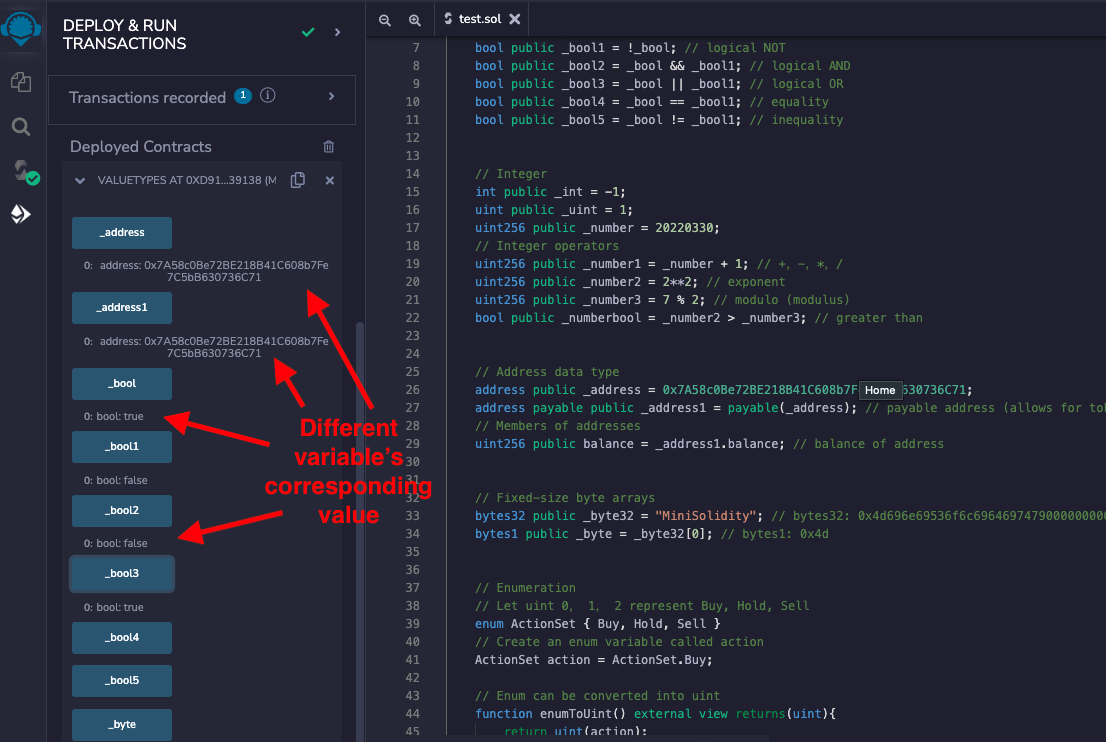 DEPLOY & RUN
TRANSACTIONS
Transactions recorded 1 i
Deployed Contracts
VALUETYPES AT 0XD91...39138 (M
_address
0: address: 0x7A58c0Be72BE218B41C608b7Fe
7C5bB630736C71
_address1
0: address: 0x7A58c0Be72BE218B41C608b7Fe
7C5bB630736C71
_bool
0: bool: true
_bool1
0: bool: false
_bool2
0: bool: false
_bool3
0: bool: true
_bool4
_bool5
_byte
Different
variable's
corresponding
value
test.sol
7 bool public _bool1 = !_bool; // logical NOT
8 bool public _bool2 = _bool && _bool1; // logical AND
9 bool public _bool3 = _bool || _bool1; // logical OR
10 bool public _bool4 = _bool == _bool1; // equality
11 bool public _bool5 = _bool != _bool1; // inequality
12
13
14 // Integer
15 int public _int = -1;
16 uint public _uint = 1;
17 uint256 public _number = 20220330;
18 // Integer operators
19 uint256 public _number1 = _number + 1; // +, -, *, /
20 uint256 public _number2 = 2**2; // exponent
21 uint256 public _number3 = 7 % 2; // modulo (modulus)
22 bool public _numberbool = _number2 > _number3; // greater than
23
24
25 // Address data type
26 address public _address = 0x7A58c0Be72BE218B41C608b7F Home 630736C71;
27 address payable public _address1 = payable(_address); // payable address (allows for to
28 // Members of addresses
29 uint256 public balance = _address1.balance; // balance of address
30
31
32 // Fixed-size byte arrays
33 bytes32 public _byte32 = "MiniSolidity"; // bytes32: 0x4d696e69536f6c696469747900000000
34 bytes1 public _byte = _byte32[0]; // bytes1: 0x4d
35
36
37 // Enumeration
38 // Let uint 0, 1, 2 represent Buy, Hold, Sell
39 enum ActionSet { Buy, Hold, Sell }
40 // Create an enum variable called action
41 ActionSet action = ActionSet.Buy;
42
43 // Enum can be converted into uint
44 function enumToUint() external view returns(uint){
45 return uint(action);